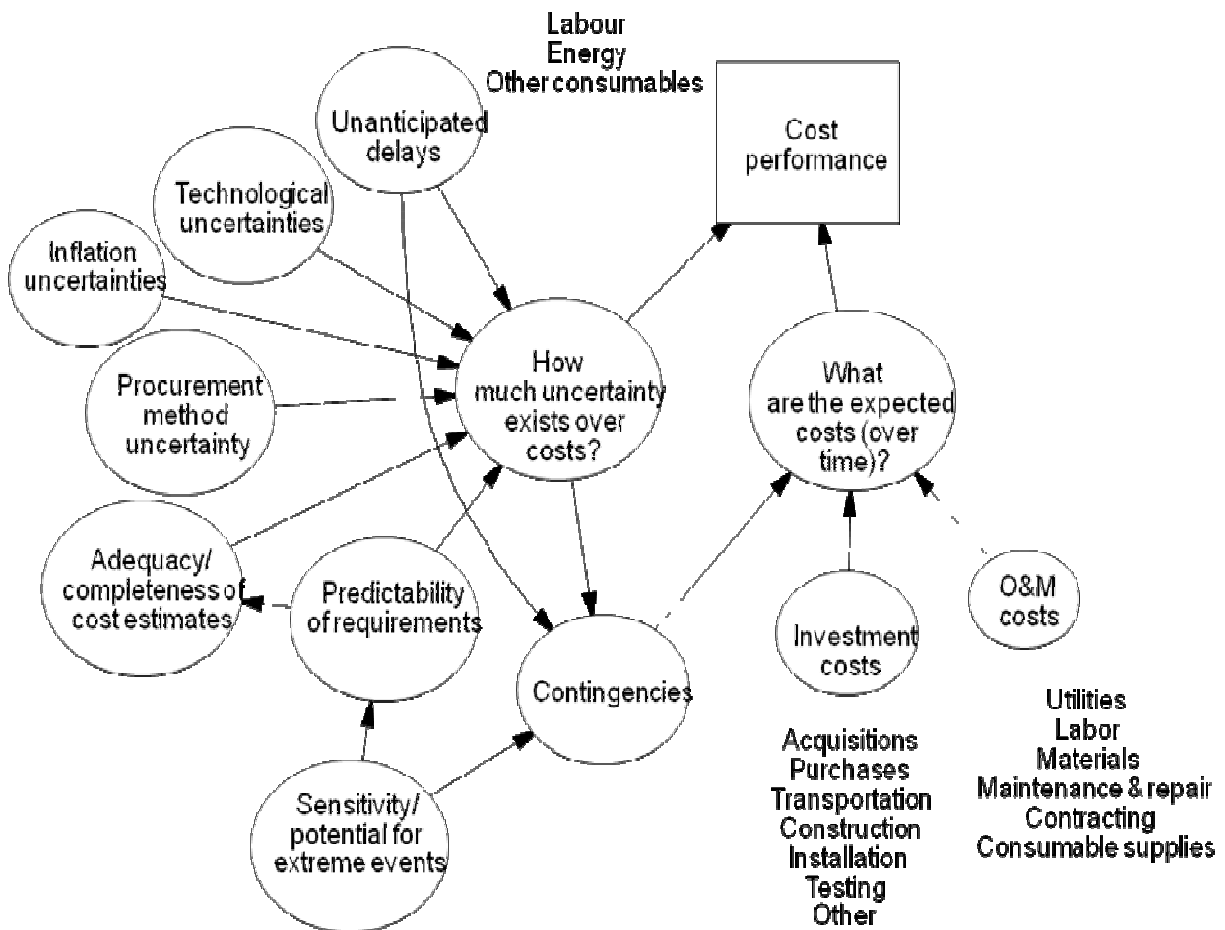 Labour
Energy
Other consumables
Unanticipated
delays
Cost
performance
Technological
uncertainties
Inflation
uncertainties
How
much uncertainty
exists over
costs?
What
are the expected
costs (over
time)?
Procurement
method
uncertainty
Adequacy/
completeness of
cost estimates
Predictability
of requirements
O&M
costs
Investment
costs
Contingencies
Sensitivity/
potential for
extreme events
Acquisitions
Purchases
Transportation
Construction
Installation
Testing
Other
Utilities
Labor
Materials
Maintenance & repair
Contracting
Consumable supplies